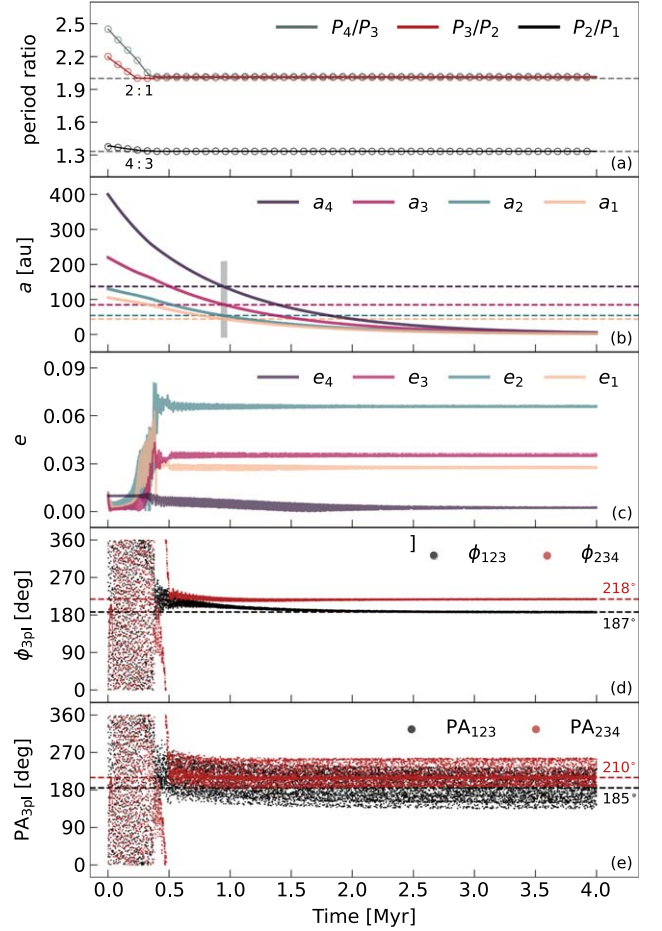 P₄/P₃ P₃/P₂ P₂/P₁
period ratio
2.5
2.2
1.9
1.6
1.3
2 : 1
4 : 3
(a)
a₄ a₃ a₂ a₁
a [au]
400
300
200
100
0
(b)
e₄ e₃ e₂ e₁
e
0.09
0.06
0.03
0.00
(c)
] ϕ₁₂₃ ϕ₂₃₄
ϕ₃ₚₗ [deg]
360
270
180
90
0
218°
187°
(d)
PA₁₂₃ PA₂₃₄
PA₃ₚₗ [deg]
360
270
180
90
0
210°
185°
(e)
0.0 0.5 1.0 1.5 2.0 2.5 3.0 3.5 4.0
Time [Myr]